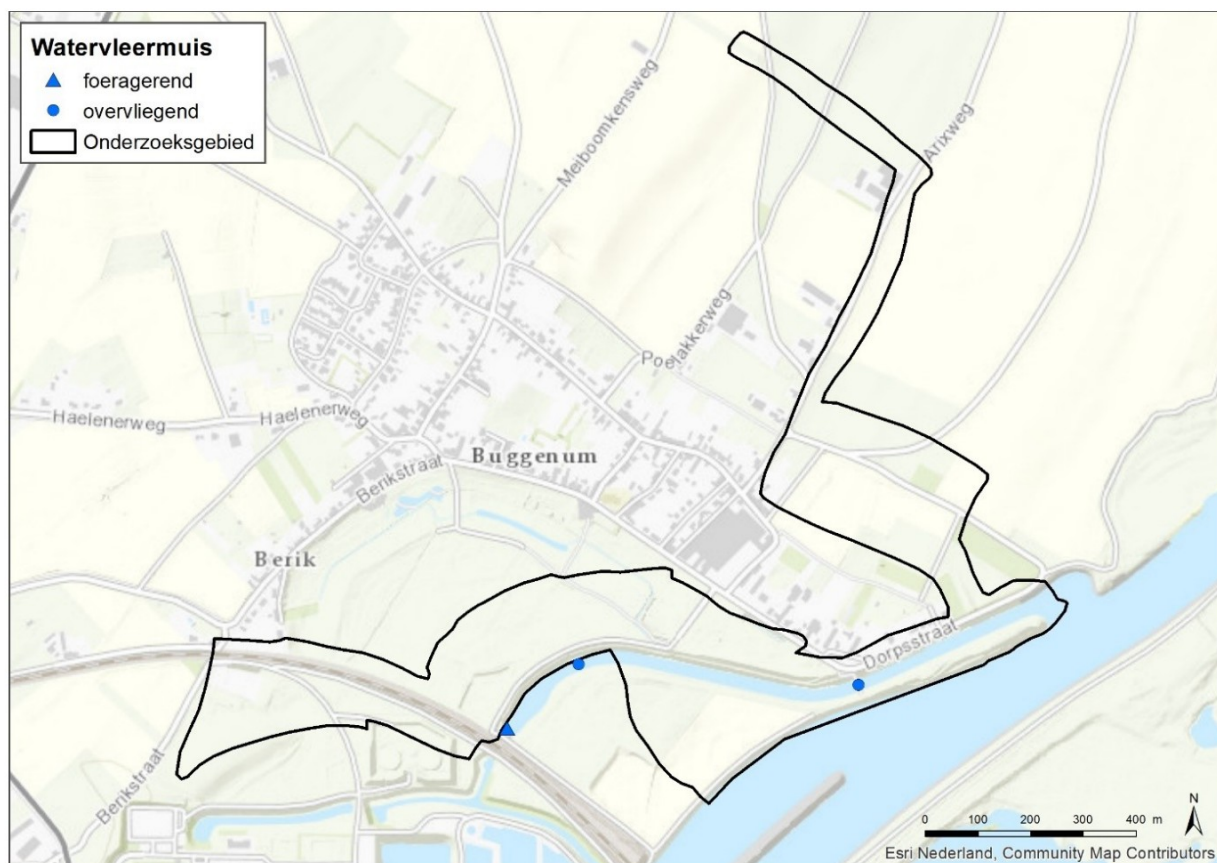 Watervleermuis
foeragerend
overvliegend
Onderzoeksgebied
Meiboomkensweg
Arixweg
Poelakkerweg
Haelenerweg
Haelenerweg
Buggenum
Berikstraat
Berik
Dorpsstraat
Berikstraat
N
0 100 200 300 400 m
Esri Nederland, Community Map Contributors